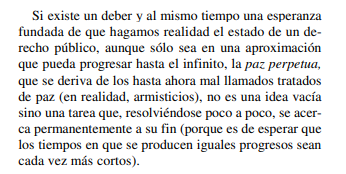 Si existe un deber y al mismo tiempo una esperanza
fundada de que hagamos realidad el estado de un de-
recho público, aunque sólo sea en una aproximación
que pueda progresar hasta el infinito, la paz perpetua,
que se deriva de los hasta ahora mal llamados tratados
de paz (en realidad, armisticios), no es una idea vacía
sino una tarea que, resolviéndose poco a poco, se acer-
ca permanentemente a su fin (porque es de esperar que
los tiempos en que se producen iguales progresos sean
cada vez más cortos).